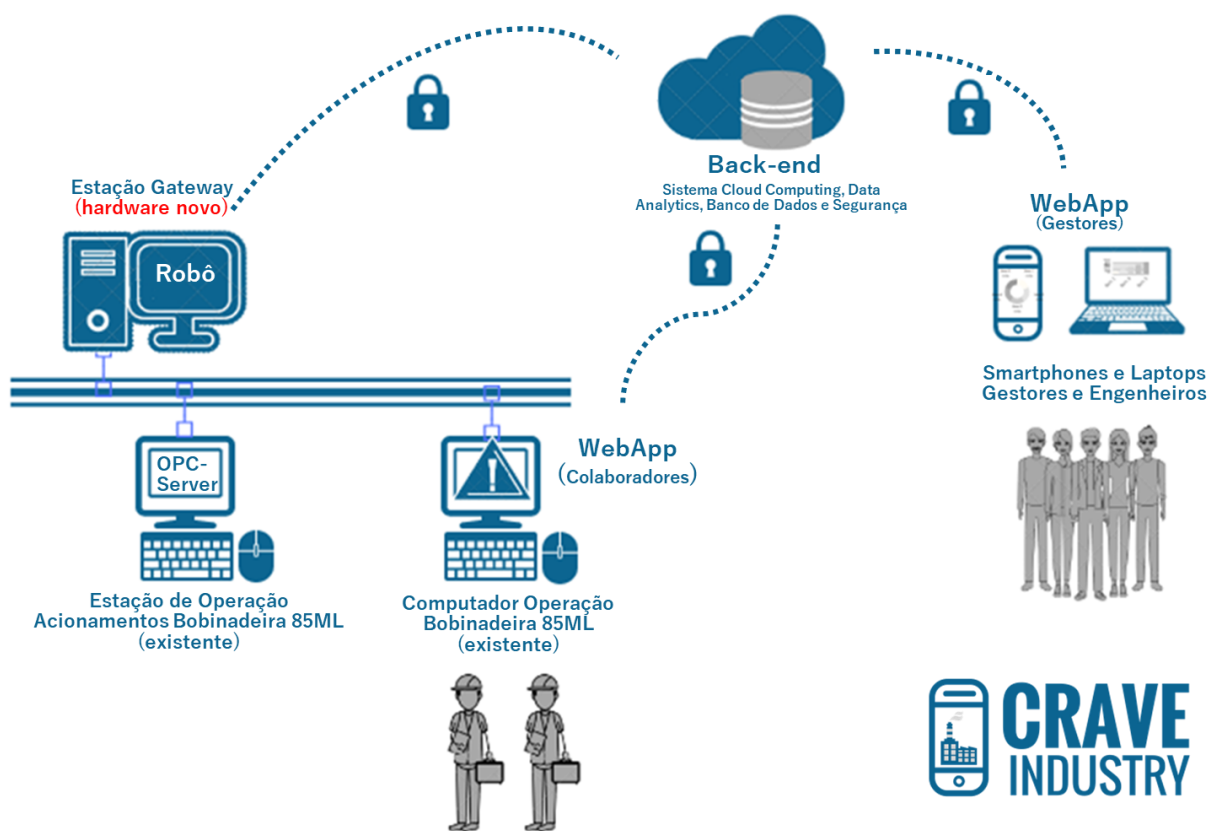 Back-end
Sistema Cloud Computing, Data
Analytics, Banco de Dados e Segurança
Estação Gateway
(hardware novo)
Robô
WebApp
(Gestores)
Smartphones e Laptops
Gestores e Engenheiros
OPC-
Server
WebApp
(Colaboradores)
Estação de Operação
Acionamentos Bobinadeira 85ML
(existente)
Computador Operação
Bobinadeira 85ML
(existente)
CRAVE
INDUSTRY